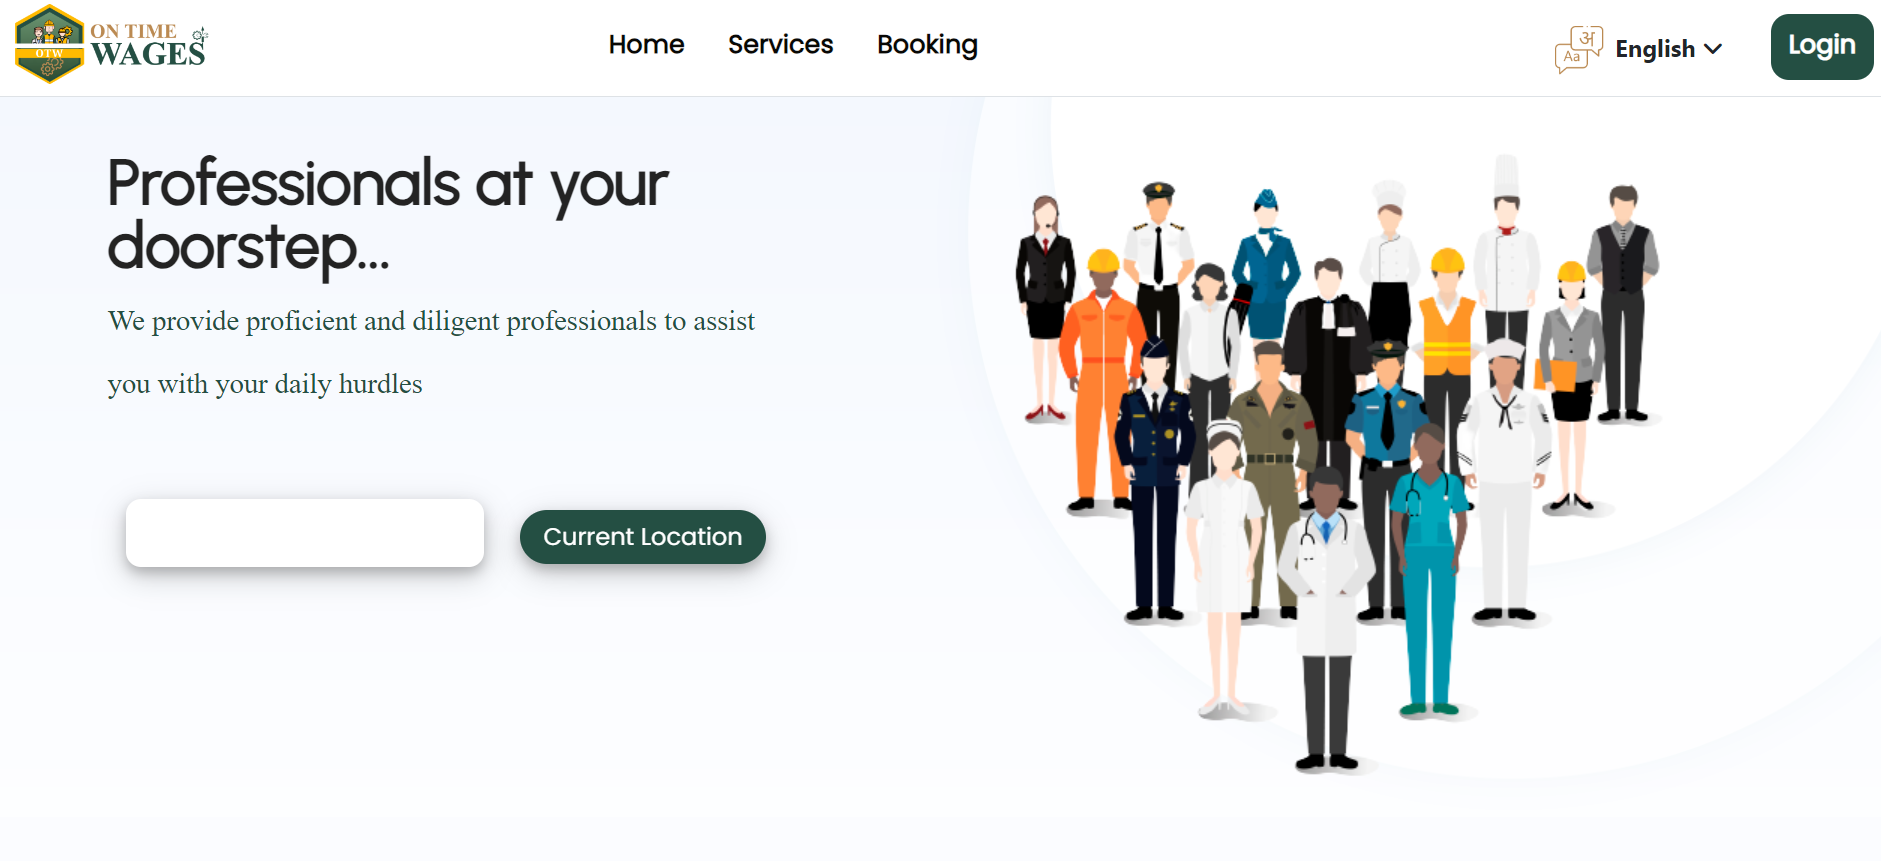 OTW
ON TIME
WAGES
Home
Services
Booking
अ
Aa
English
Login
Professionals at your
doorstep...
We provide proficient and diligent professionals to assist
you with your daily hurdles
Current Location